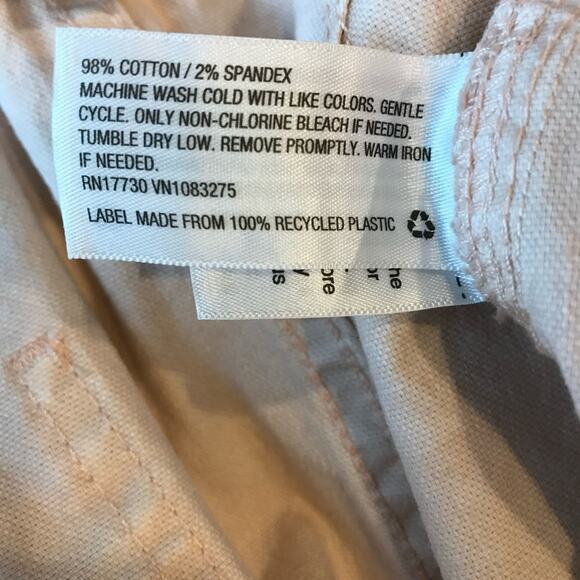 98% COTTON / 2% SPANDEX
MACHINE WASH COLD WITH LIKE COLORS. GENTLE
CYCLE. ONLY NON-CHLORINE BLEACH IF NEEDED.
TUMBLE DRY LOW. REMOVE PROMPTLY. WARM IRON
IF NEEDED.
RN17730 VN1083275
LABEL MADE FROM 100% RECYCLED PLASTIC